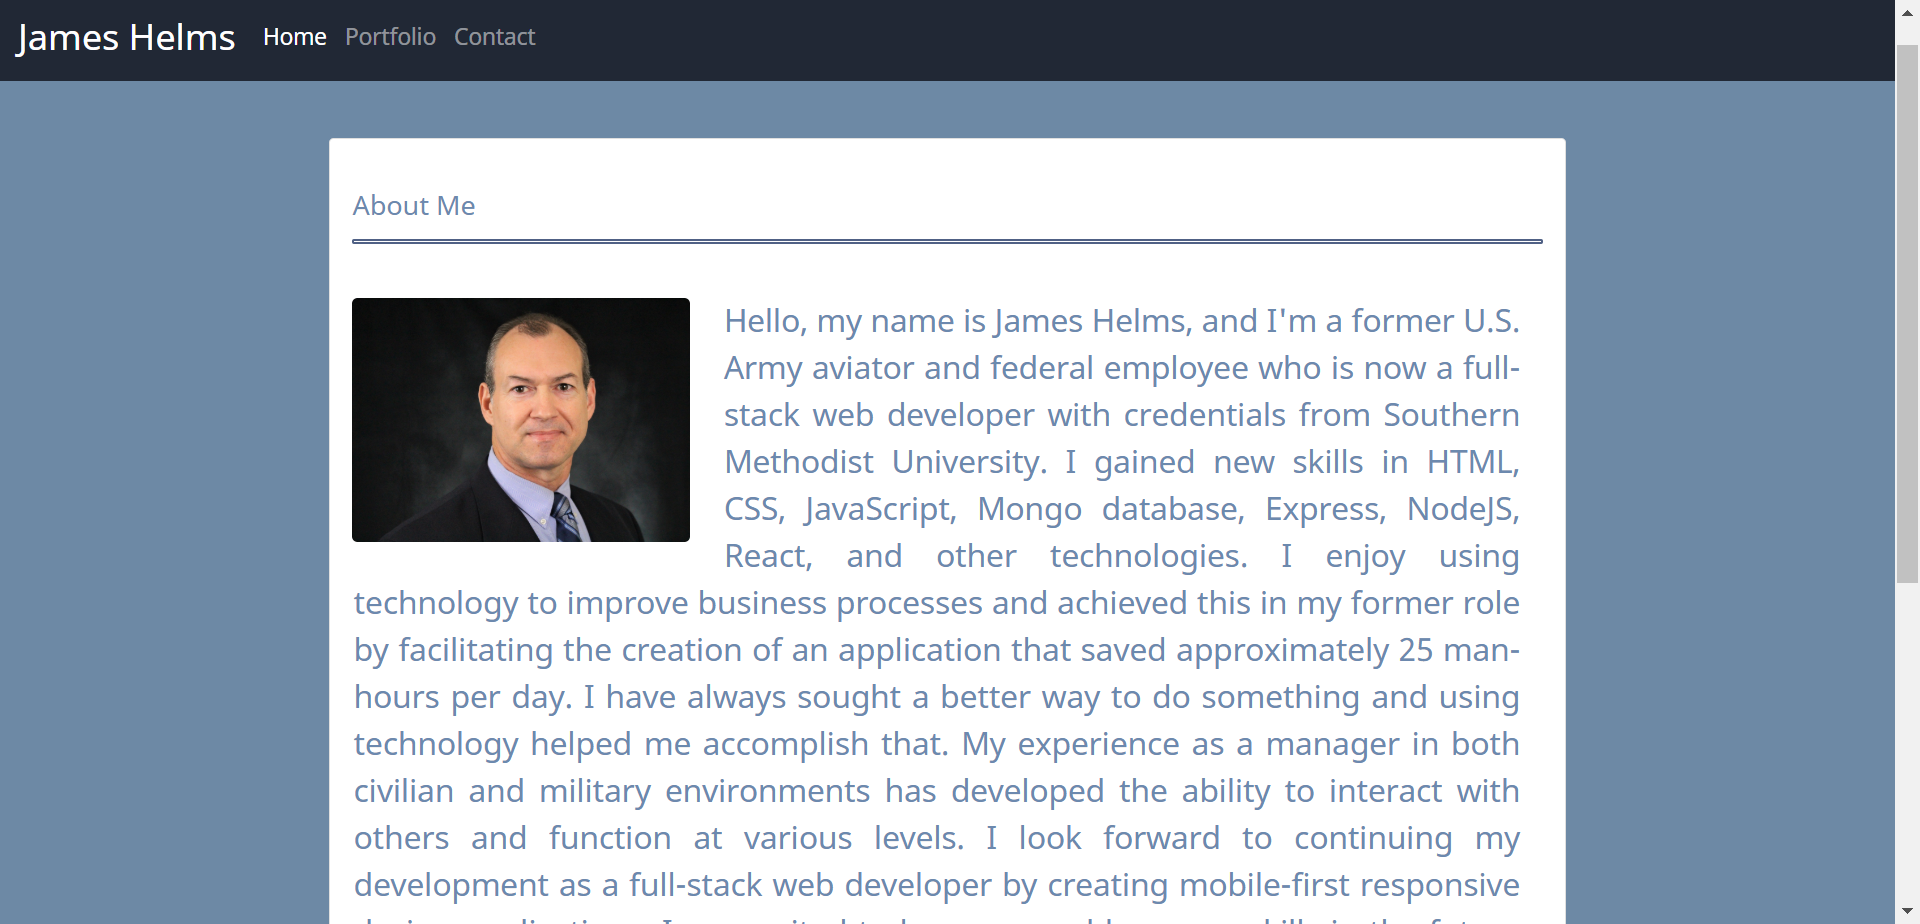 James Helms Home Portfolio Contact
About Me
Hello, my name is James Helms, and I'm a former U.S.
Army aviator and federal employee who is now a full-
stack web developer with credentials from Southern
Methodist University. I gained new skills in HTML,
CSS, JavaScript, Mongo database, Express, NodeJS,
React, and other technologies. I enjoy using
technology to improve business processes and achieved this in my former role
by facilitating the creation of an application that saved approximately 25 man-
hours per day. I have always sought a better way to do something and using
technology helped me accomplish that. My experience as a manager in both
civilian and military environments has developed the ability to interact with
others and function at various levels. I look forward to continuing my
development as a full-stack web developer by creating mobile-first responsive